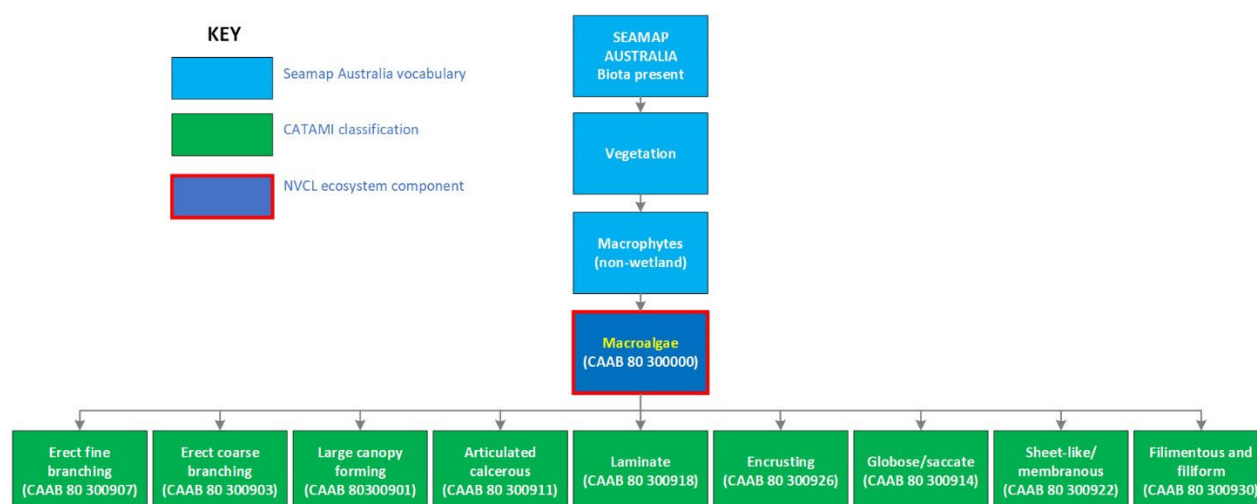 KEY
Seamap Australia vocabulary
CATAMI classification
NVCL ecosystem component
SEAMAP
AUSTRALIA
Biota present
Vegetation
Macrophytes
(non-wetland)
Macroalgae
(CAAB 80 300000)
Erect fine
branching
(CAAB 80 300907)
Erect coarse
branching
(CAAB 80 300903)
Large canopy
forming
(CAAB 80300901)
Articulated
calcerous
(CAAB 80 300911)
Laminate
(CAAB 80 300918)
Encrusting
(CAAB 80 300926)
Globose/saccate
(CAAB 80 300914)
Sheet-like/
membranous
(CAAB 80 300922)
Filimentous and
filiform
(CAAB 80 300930)